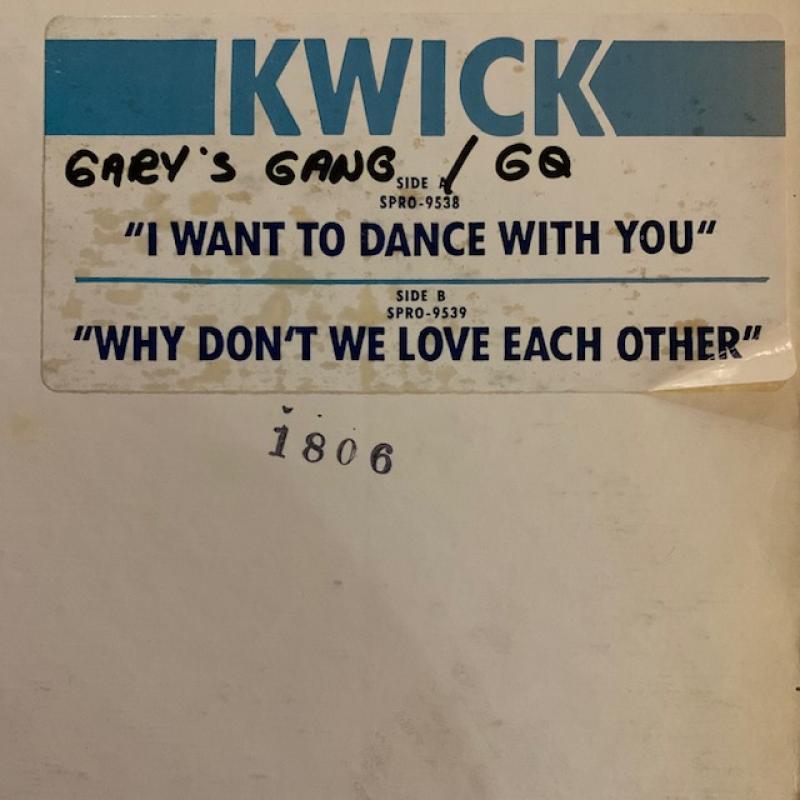 KWICK
GARY'S GANG / GQ
SIDE A
SPRO-9538
"I WANT TO DANCE WITH YOU"
SIDE B
SPRO-9539
"WHY DON'T WE LOVE EACH OTHER"
1806